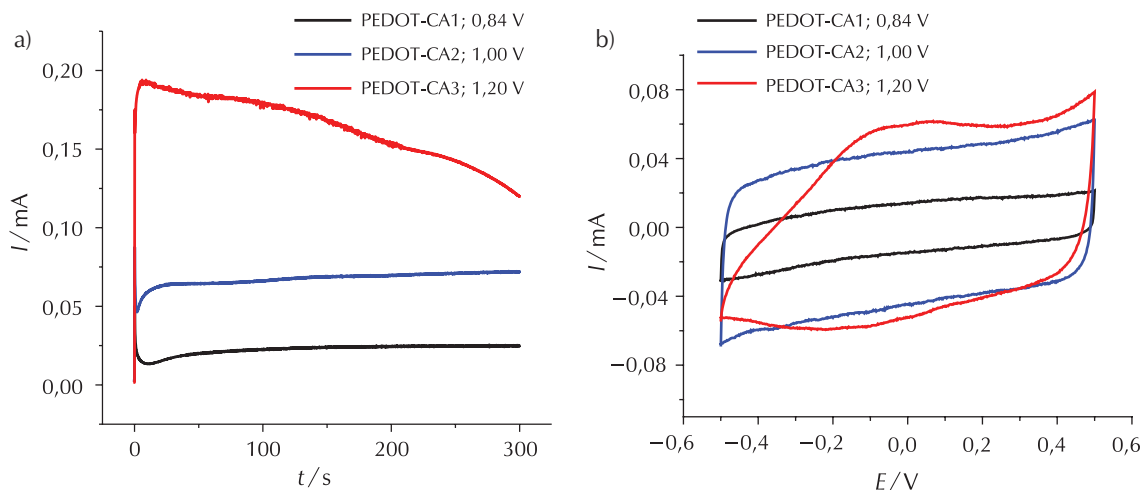 a)
PEDOT-CA1; 0,84 V
PEDOT-CA2; 1,00 V
PEDOT-CA3; 1,20 V
0,20
0,15
0,10
0,05
0,00
I / mA
0
100
200
300
t / s
b)
PEDOT-CA1; 0,84 V
PEDOT-CA2; 1,00 V
PEDOT-CA3; 1,20 V
0,08
0,04
0,00
−0,04
−0,08
I / mA
−0,6
−0,4
−0,2
0,0
0,2
0,4
0,6
E / V